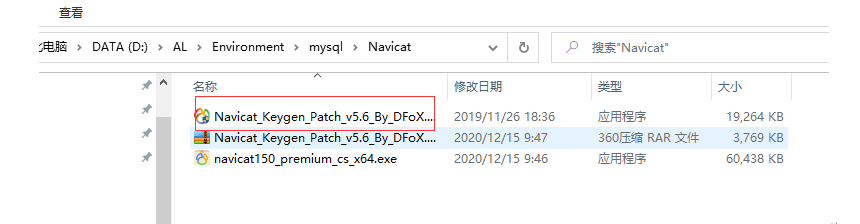 查看
电脑 > DATA (D:) > AL > Environment > mysql > Navicat
搜索"Navicat"
名称 修改日期 类型 大小
Navicat_Keygen_Patch_v5.6_By_DFoX.... 2019/11/26 18:36 应用程序 19,264 KB
Navicat_Keygen_Patch_v5.6_By_DFoX.... 2020/12/15 9:47 360压缩 RAR 文件 3,769 KB
navicat150_premium_cs_x64.exe 2020/12/15 9:46 应用程序 60,438 KB